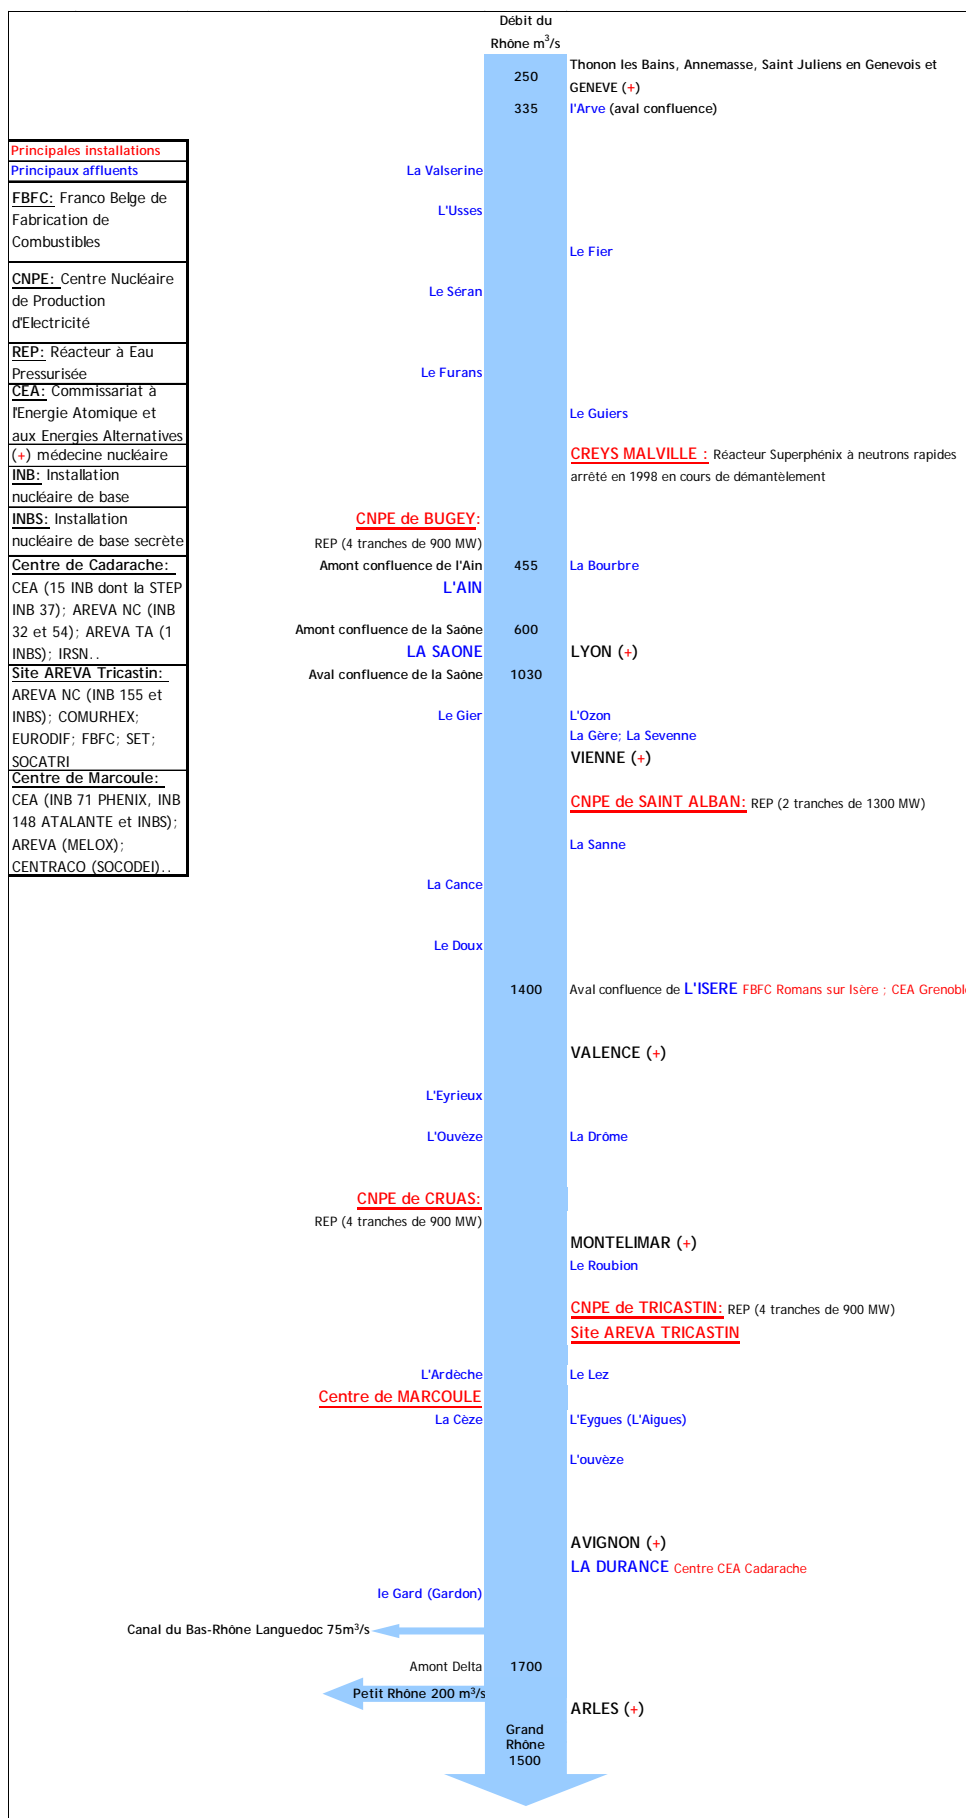 Débit du
Rhône m³/s
250
Thonon les Bains, Annemasse, Saint Juliens en Genevois et
GENEVE (+)
335
l'Arve (aval confluence)
Principales installations
Principaux affluents
FBFC: Franco Belge de
Fabrication de
Combustibles
CNPE: Centre Nucléaire
de Production
d'Electricité
REP: Réacteur à Eau
Pressurisée
CEA: Commissariat à
l'Energie Atomique et
aux Energies Alternatives
(+) médecine nucléaire
INB: Installation
nucléaire de base
INBS: Installation
nucléaire de base secrète
Centre de Cadarache:
CEA (15 INB dont la STEP
INB 37); AREVA NC (INB
32 et 54); AREVA TA (1
INBS); IRSN..
Site AREVA Tricastin:
AREVA NC (INB 155 et
INBS); COMURHEX;
EURODIF; FBFC; SET;
SOCATRI
Centre de Marcoule:
CEA (INB 71 PHENIX, INB
148 ATALANTE et INBS);
AREVA (MELOX);
CENTRACO (SOCODEI)..
La Valserine
L'Usses
Le Fier
Le Séran
Le Furans
Le Guiers
CREYS MALVILLE : Réacteur Superphénix à neutrons rapides
arrêté en 1998 en cours de démantèlement
CNPE de BUGEY:
REP (4 tranches de 900 MW)
Amont confluence de l'Ain
455
La Bourbre
L'AIN
Amont confluence de la Saône
600
LA SAONE
LYON (+)
Aval confluence de la Saône
1030
Le Gier
L'Ozon
La Gère; La Sevenne
VIENNE (+)
CNPE de SAINT ALBAN: REP (2 tranches de 1300 MW)
La Sanne
La Cance
Le Doux
1400
Aval confluence de L'ISERE FBFC Romans sur Isère ; CEA Grenoble
VALENCE (+)
L'Eyrieux
L'Ouvèze
La Drôme
CNPE de CRUAS:
REP (4 tranches de 900 MW)
MONTELIMAR (+)
Le Roubion
CNPE de TRICASTIN: REP (4 tranches de 900 MW)
Site AREVA TRICASTIN
L'Ardèche
Le Lez
Centre de MARCOULE
La Cèze
L'Eygues (L'Aigues)
L'ouvèze
AVIGNON (+)
LA DURANCE Centre CEA Cadarache
le Gard (Gardon)
Canal du Bas-Rhône Languedoc 75m³/s
Amont Delta
1700
Petit Rhône 200 m³/s
ARLES (+)
Grand
Rhône
1500